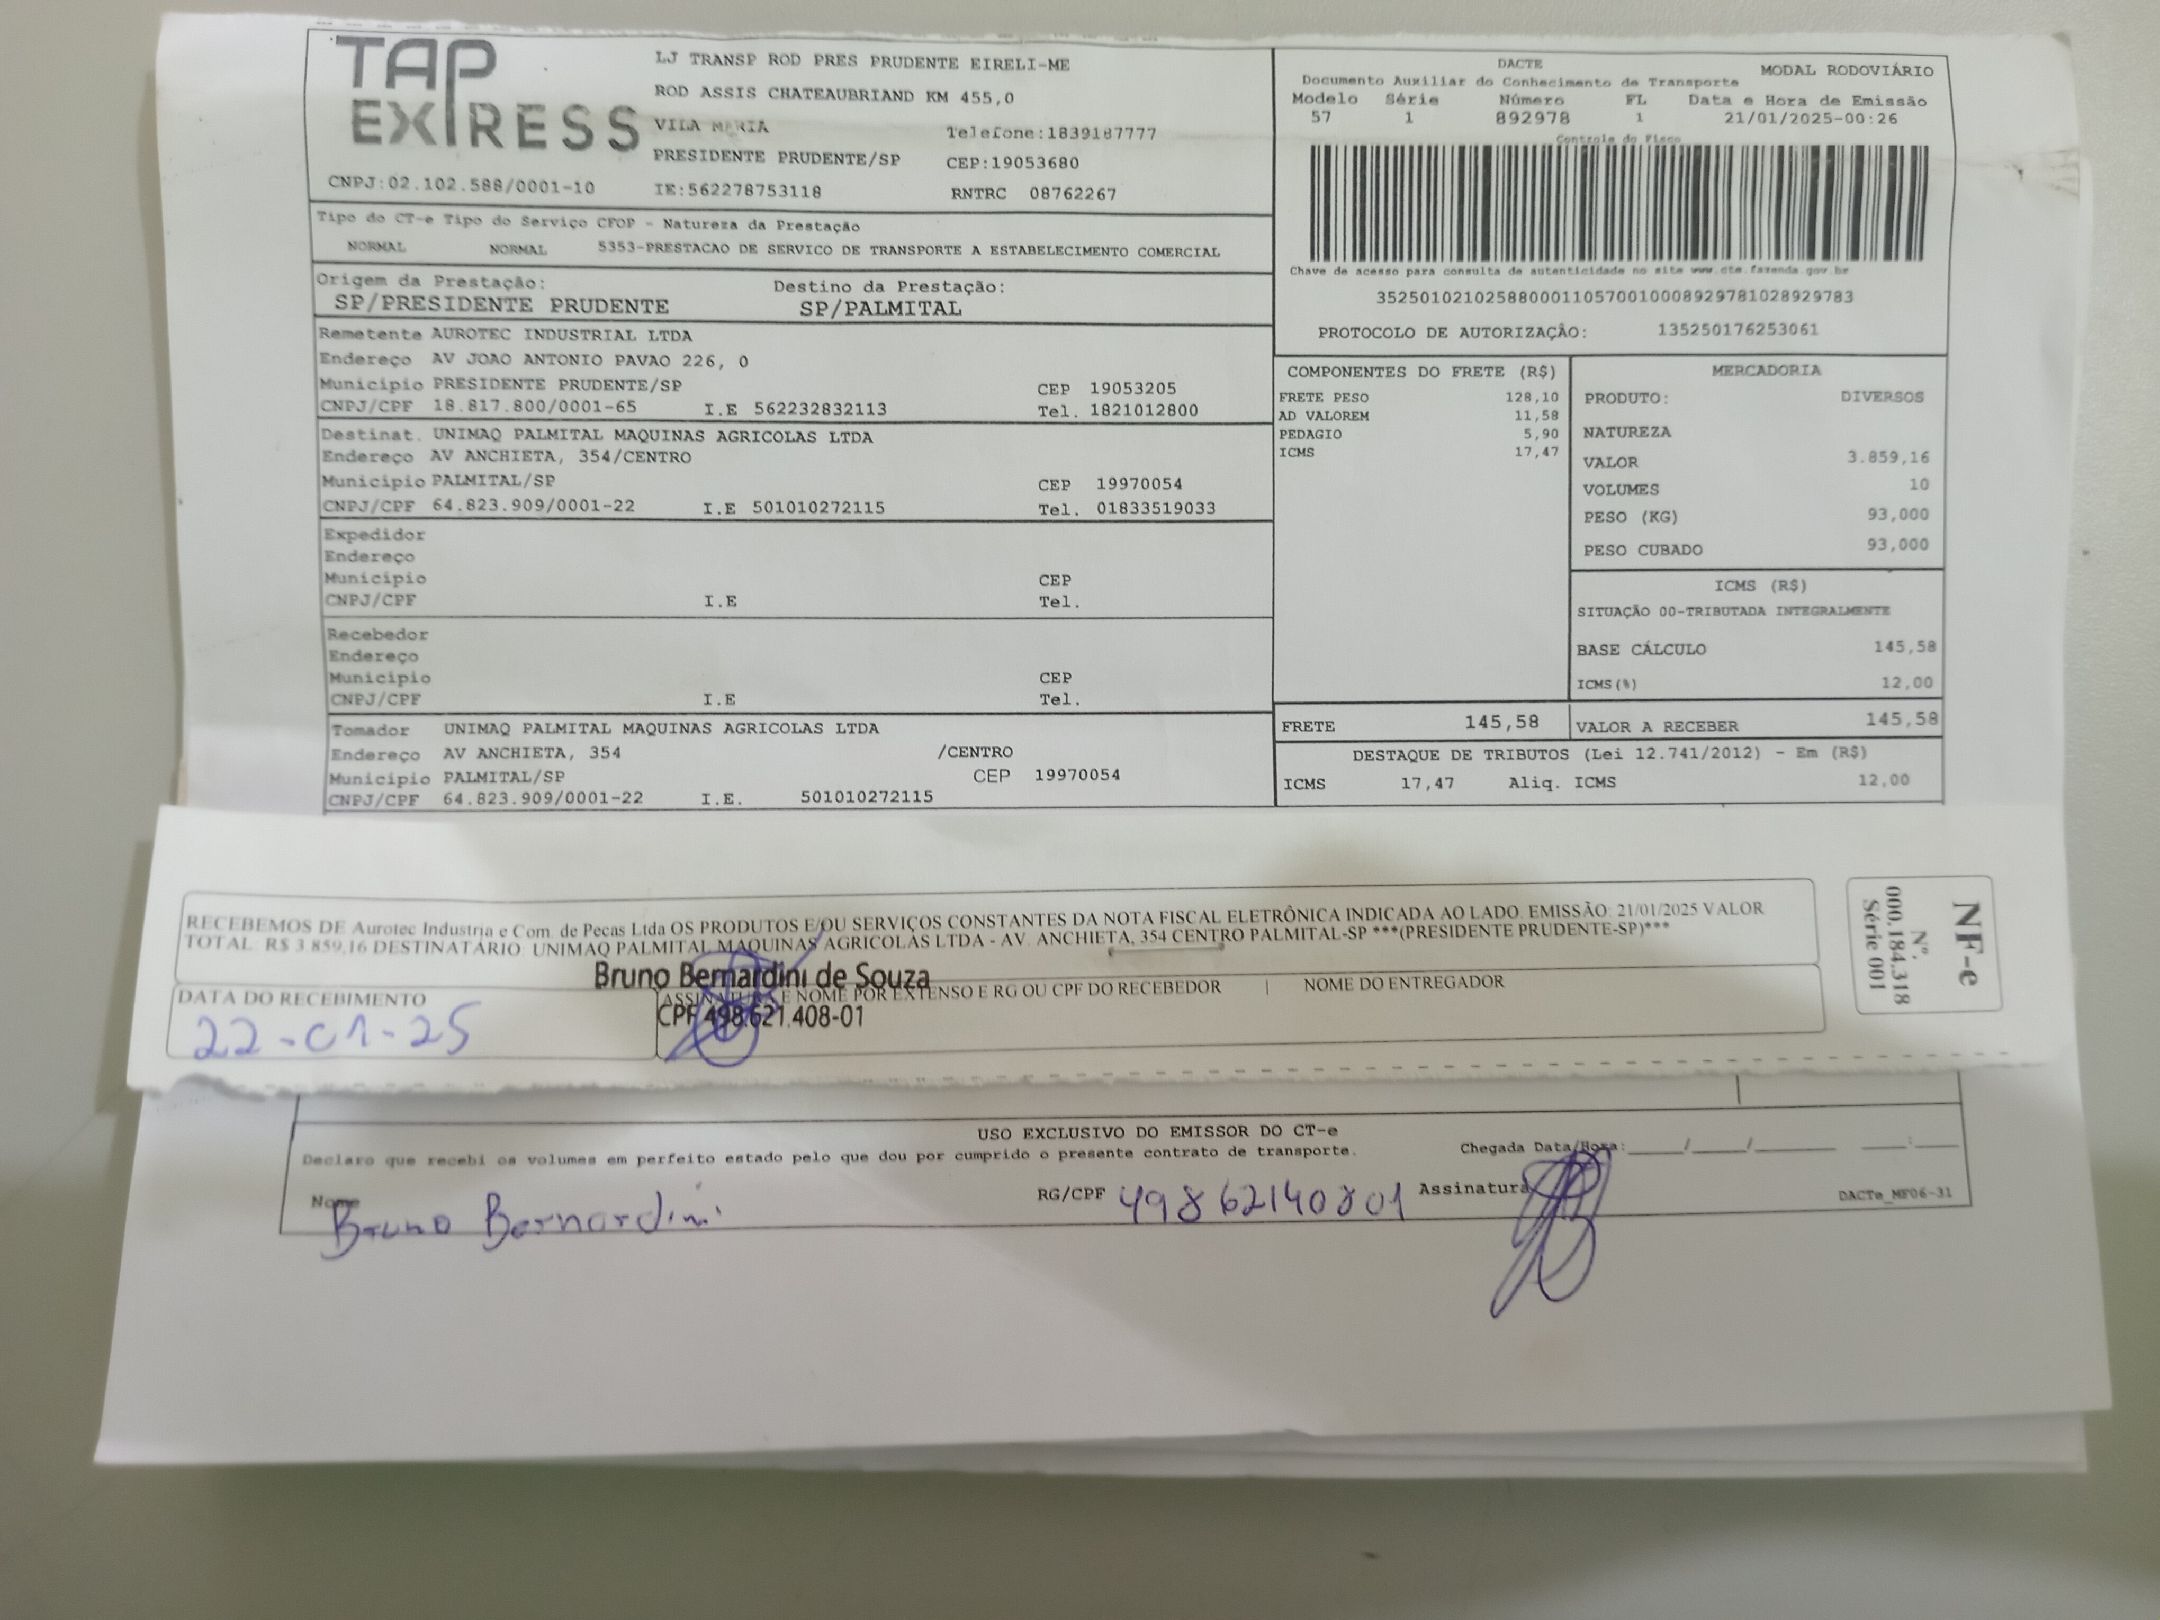 TAP EXPRESS
LJ TRANSP ROD PRES PRUDENTE EIRELI-ME
ROD ASSIS CHATEAUBRIAND KM 455,0
VILA MARIA Telefone:1839187777
PRESIDENTE PRUDENTE/SP CEP:19053680
CNPJ:02.102.588/0001-10 IE:562278753118 RNTRC 08762267
DACTE MODAL RODOVIÁRIO
Documento Auxiliar do Conhecimento de Transporte
Modelo Série Número FL Data e Hora de Emissão
57 1 892978 1 21/01/2025-00:26
Controle do Fisco
Chave de acesso para consulta de autenticidade no site www.cte.fazenda.gov.br
35250102102588000110570010008929781028929783
PROTOCOLO DE AUTORIZAÇÃO: 135250176253061
Tipo do CT-e Tipo do Serviço CFOP - Natureza da Prestação
NORMAL NORMAL 5353-PRESTACAO DE SERVICO DE TRANSPORTE A ESTABELECIMENTO COMERCIAL
Origem da Prestação: Destino da Prestação:
SP/PRESIDENTE PRUDENTE SP/PALMITAL
Remetente AUROTEC INDUSTRIAL LTDA
Endereço AV JOAO ANTONIO PAVAO 226, 0
Municipio PRESIDENTE PRUDENTE/SP CEP 19053205
CNPJ/CPF 18.817.800/0001-65 I.E 562232832113 Tel. 1821012800
Destinat. UNIMAQ PALMITAL MAQUINAS AGRICOLAS LTDA
Endereço AV ANCHIETA, 354/CENTRO
Municipio PALMITAL/SP CEP 19970054
CNPJ/CPF 64.823.909/0001-22 I.E 501010272115 Tel. 01833519033
Expedidor
Endereço
Municipio CEP
CNPJ/CPF I.E Tel.
Recebedor
Endereço
Municipio CEP
CNPJ/CPF I.E Tel.
Tomador UNIMAQ PALMITAL MAQUINAS AGRICOLAS LTDA
Endereço AV ANCHIETA, 354 /CENTRO
Municipio PALMITAL/SP CEP 19970054
CNPJ/CPF 64.823.909/0001-22 I.E. 501010272115
COMPONENTES DO FRETE (R$)
FRETE PESO 128,10
AD VALOREM 11,58
PEDAGIO 5,90
ICMS 17,47
MERCADORIA
PRODUTO: DIVERSOS
NATUREZA
VALOR 3.859,16
VOLUMES 10
PESO (KG) 93,000
PESO CUBADO 93,000
ICMS (R$)
SITUAÇÃO 00-TRIBUTADA INTEGRALMENTE
BASE CÁLCULO 145,58
ICMS(%) 12,00
FRETE 145,58 VALOR A RECEBER 145,58
DESTAQUE DE TRIBUTOS (Lei 12.741/2012) - Em (R$)
ICMS 17,47 Aliq. ICMS 12,00
RECEBEMOS DE Aurotec Industria e Com. de Pecas Ltda OS PRODUTOS E/OU SERVIÇOS CONSTANTES DA NOTA FISCAL ELETRÔNICA INDICADA AO LADO. EMISSÃO: 21/01/2025 VALOR
TOTAL: R$ 3.859,16 DESTINATÁRIO: UNIMAQ PALMITAL MAQUINAS AGRICOLAS LTDA - AV. ANCHIETA, 354 CENTRO PALMITAL-SP ***(PRESIDENTE PRUDENTE-SP)***
NF-e
Nº.
000.184.318
Série 001
Bruno Bernardini de Souza
DATA DO RECEBIMENTO ASSINATURA E NOME POR EXTENSO E RG OU CPF DO RECEBEDOR | NOME DO ENTREGADOR
CPF 498.621.408-01
22-01-25
USO EXCLUSIVO DO EMISSOR DO CT-e
Declaro que recebi os volumes em perfeito estado pelo que dou por cumprido o presente contrato de transporte. Chegada Data/Hora: ____/____/______ ___:___
Nome Bruno Bernardini RG/CPF 49862140801 Assinatura DACTe_MF06-31